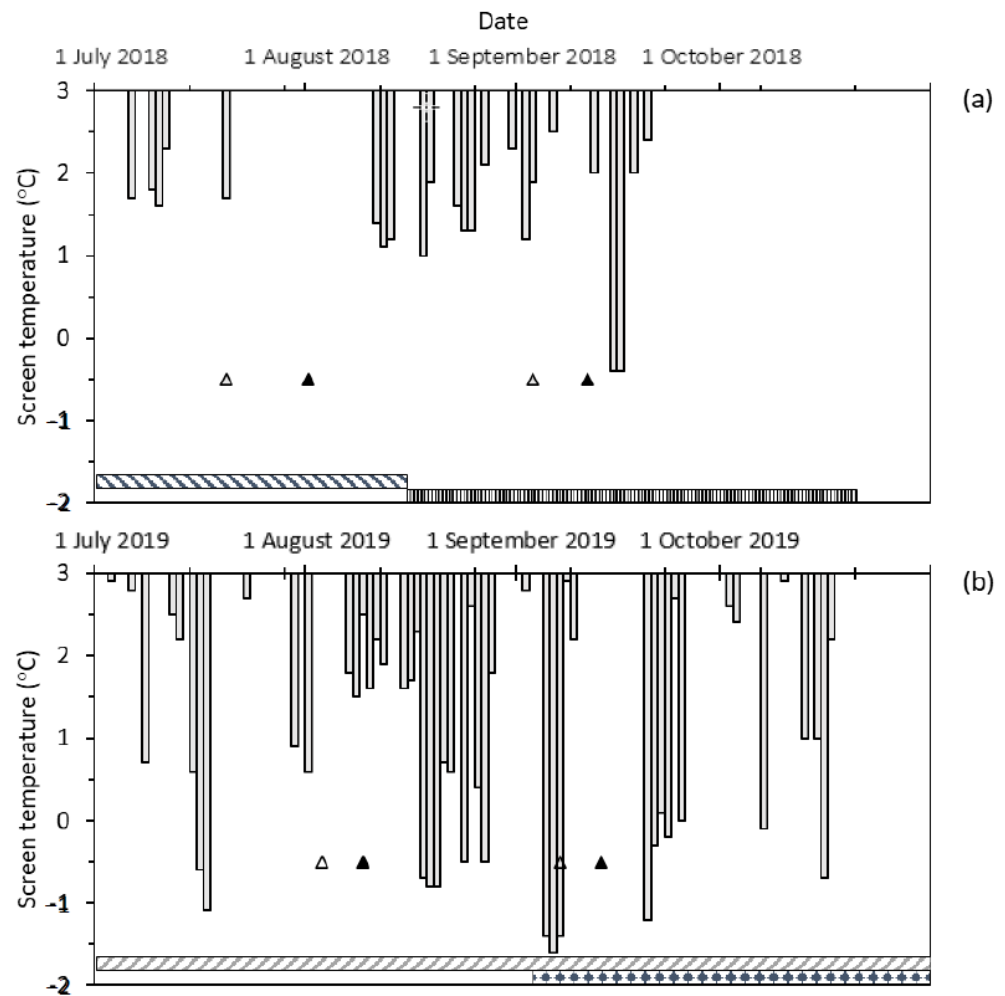 Date
1 July 2018 1 August 2018 1 September 2018 1 October 2018
3
2
1
0
–1
–2
Screen temperature (°C)
(a)
1 July 2019 1 August 2019 1 September 2019 1 October 2019
3
2
1
0
–1
–2
Screen temperature (°C)
(b)